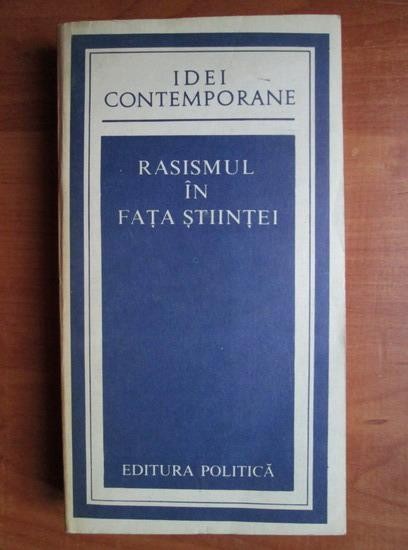 IDEI
CONTEMPORANE
RASISMUL
ÎN
FAȚA ȘTIINȚEI
EDITURA POLITICĂ